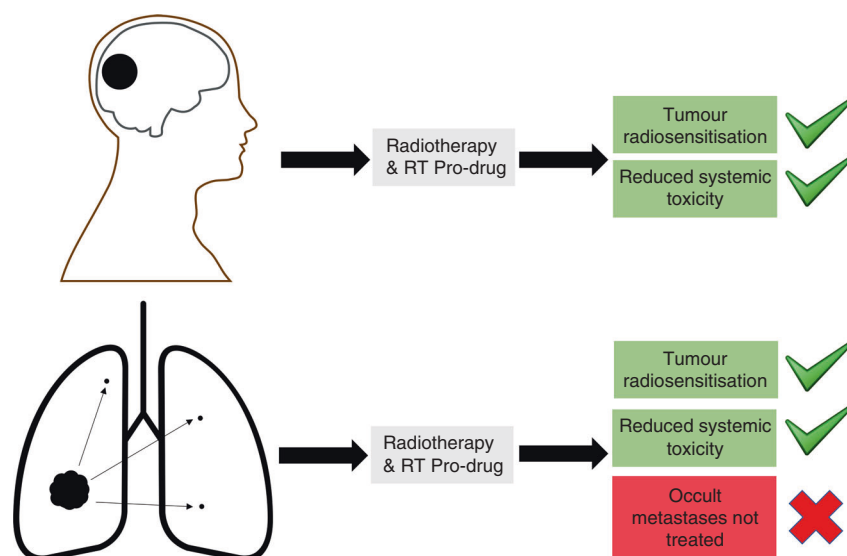 Radiotherapy
& RT Pro-drug
Tumour
radiosensitisation
Reduced systemic
toxicity
Radiotherapy
& RT Pro-drug
Tumour
radiosensitisation
Reduced systemic
toxicity
Occult
metastases not
treated